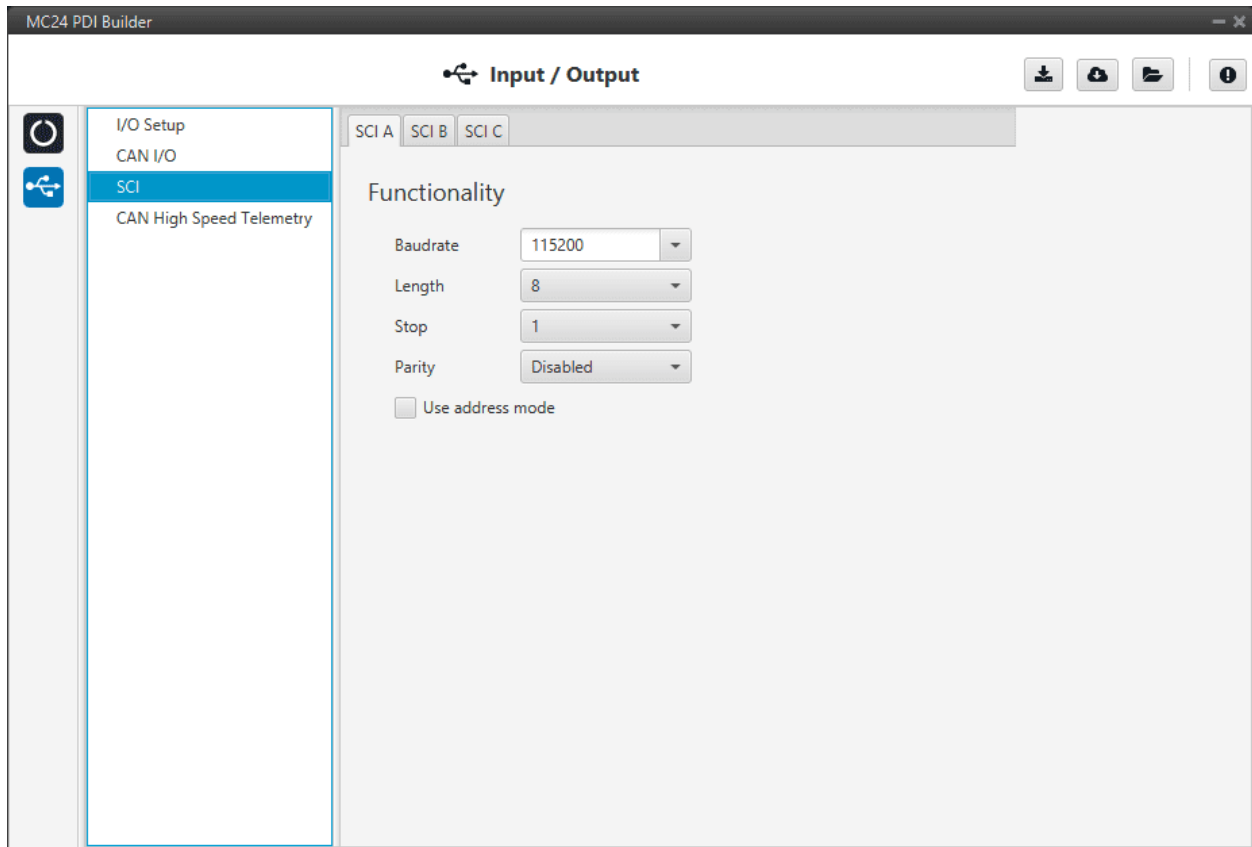 MC24 PDI Builder
Input / Output
I/O Setup
CAN I/O
SCI
CAN High Speed Telemetry
SCI A SCI B SCI C
Functionality
Baudrate 115200
Length 8
Stop 1
Parity Disabled
Use address mode